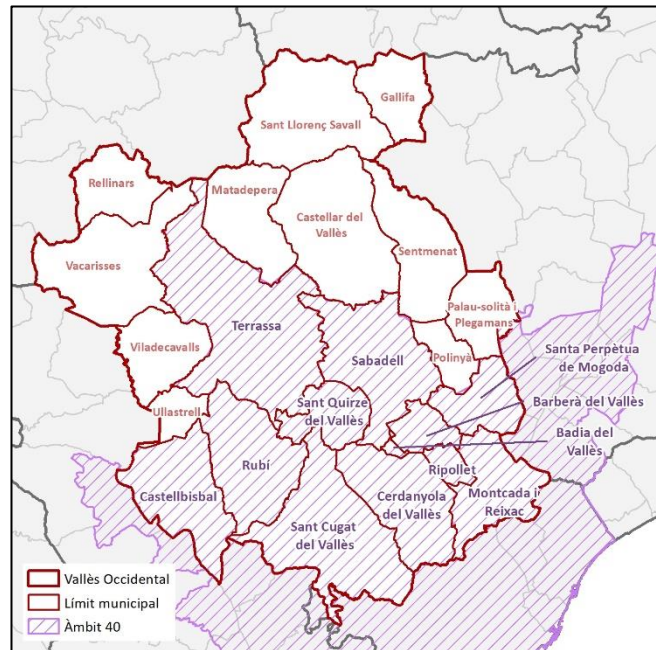 Gallifa
Sant Llorenç Savall
Rellinars
Matadepera
Castellar del
Vallès
Sentmenat
Vacarisses
Palau-solità i
Plegamans
Terrassa
Viladecavalls
Sabadell
Polinyà
Santa Perpètua
de Mogoda
Sant Quirze
del Vallès
Barberà del Vallès
Ullastrell
Badia del
Vallès
Rubí
Ripollet
Castellbisbal
Cerdanyola
del Vallès
Montcada i
Reixac
Sant Cugat
del Vallès
Vallès Occidental
Límit municipal
Àmbit 40